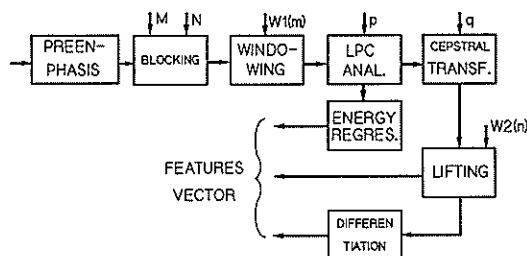 M
N
W1(m)
p
q
PREEN-
PHASIS
BLOCKING
WINDO-
WING
LPC
ANAL.
CEPSTRAL
TRANSF.
ENERGY
REGRES.
W2(n)
FEATURES
VECTOR
LIFTING
DIFFEREN
TIATION